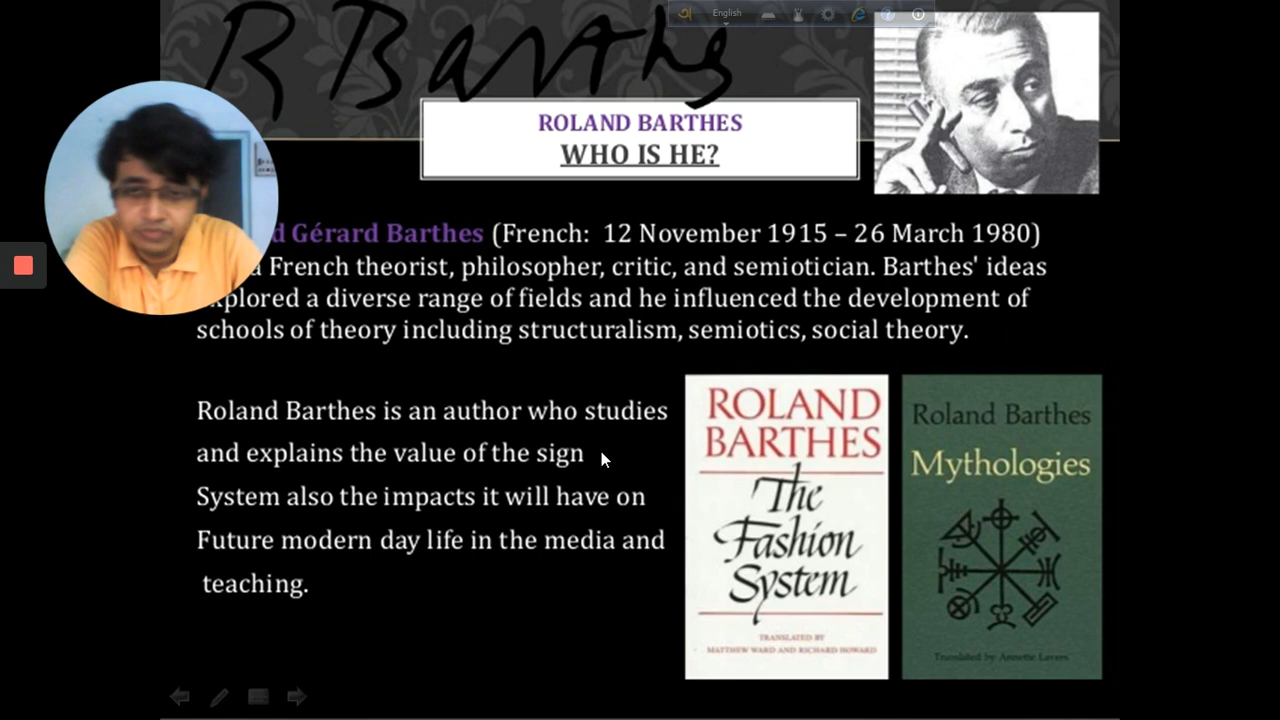 অ English
R Barthes
ROLAND BARTHES
WHO IS HE?
d Gérard Barthes (French: 12 November 1915 – 26 March 1980)
a French theorist, philosopher, critic, and semiotician. Barthes' ideas
xplored a diverse range of fields and he influenced the development of
schools of theory including structuralism, semiotics, social theory.
Roland Barthes is an author who studies
and explains the value of the sign
System also the impacts it will have on
Future modern day life in the media and
teaching.
ROLAND
BARTHES
The
Fashion
System
TRANSLATED BY
MATTHEW WARD AND RICHARD HOWARD
Roland Barthes
Mythologies
Translated by Annette Lavers